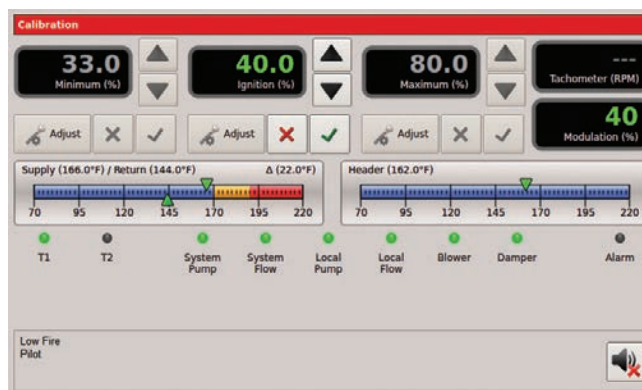 Calibration
33.0
Minimum (%)
40.0
Ignition (%)
80.0
Maximum (%)
---
Tachometer (RPM)
Adjust
Adjust
Adjust
40
Modulation (%)
Supply (166.0°F) / Return (144.0°F) Δ (22.0°F)
70 95 120 145 170 195 220
Header (162.0°F)
70 95 120 145 170 195 220
T1 T2 System Pump System Flow Local Pump Local Flow Blower Damper Alarm
Low Fire
Pilot